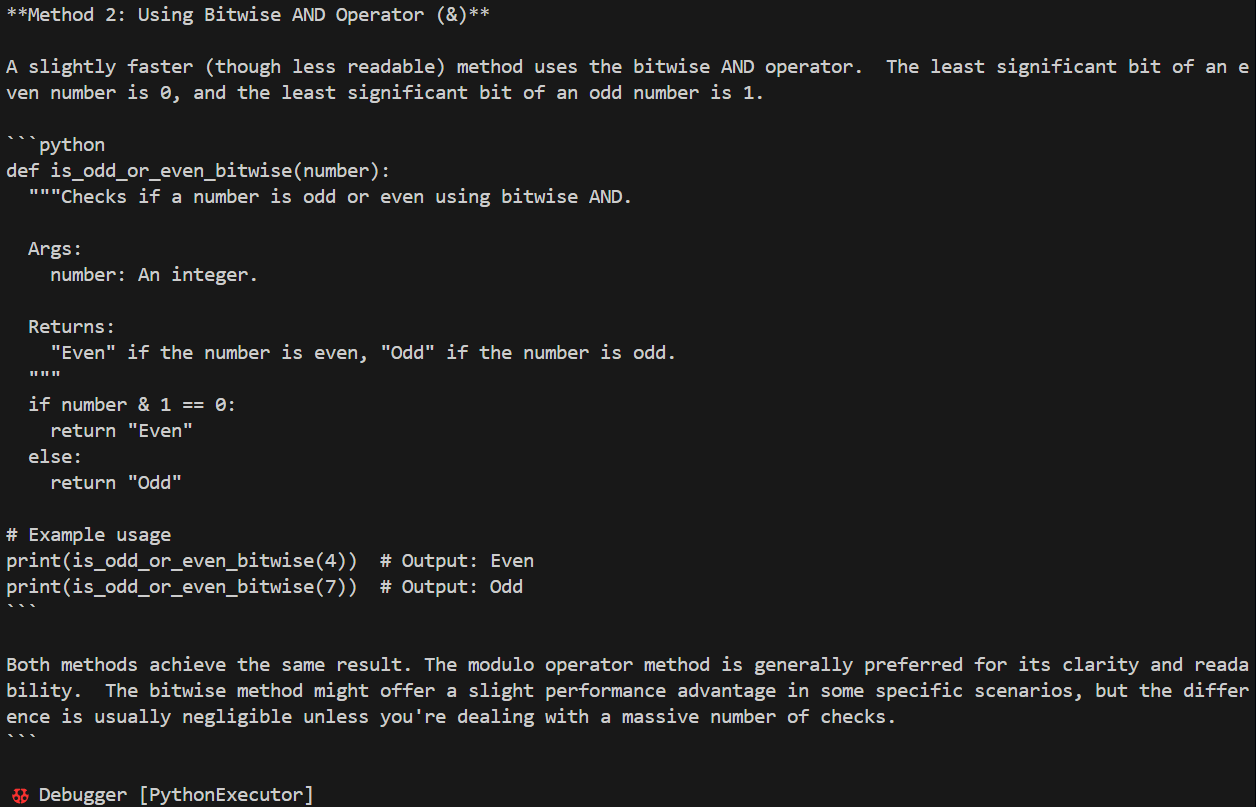 **Method 2: Using Bitwise AND Operator (&)**
A slightly faster (though less readable) method uses the bitwise AND operator.  The least significant bit of an e
ven number is 0, and the least significant bit of an odd number is 1.
```python
def is_odd_or_even_bitwise(number):
  """Checks if a number is odd or even using bitwise AND.
  Args:
    number: An integer.
  Returns:
    "Even" if the number is even, "Odd" if the number is odd.
  """
  if number & 1 == 0:
    return "Even"
  else:
    return "Odd"
# Example usage
print(is_odd_or_even_bitwise(4))  # Output: Even
print(is_odd_or_even_bitwise(7))  # Output: Odd
```
Both methods achieve the same result. The modulo operator method is generally preferred for its clarity and reada
bility.  The bitwise method might offer a slight performance advantage in some specific scenarios, but the differ
ence is usually negligible unless you're dealing with a massive number of checks.
```
Debugger [PythonExecutor]